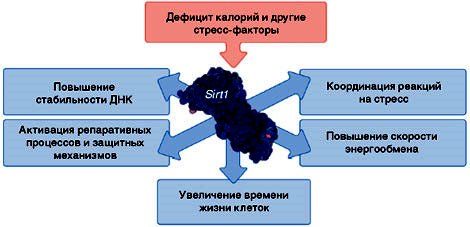 Дефицит калорий и другие
стресс-факторы
Sirt1
Повышение
стабильности ДНК
Координация реакций
на стресс
Активация репаративных
процессов и защитных
механизмов
Повышение скорости
энергообмена
Увеличение времени
жизни клеток